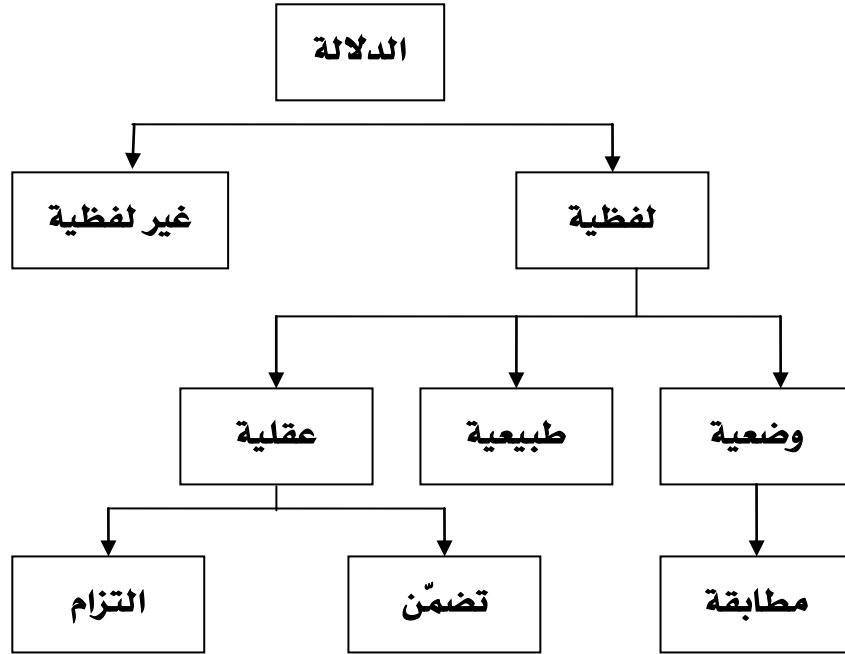 الدلالة
لفظية
غير لفظية
وضعية
طبيعية
عقلية
مطابقة
تضمّن
التزام